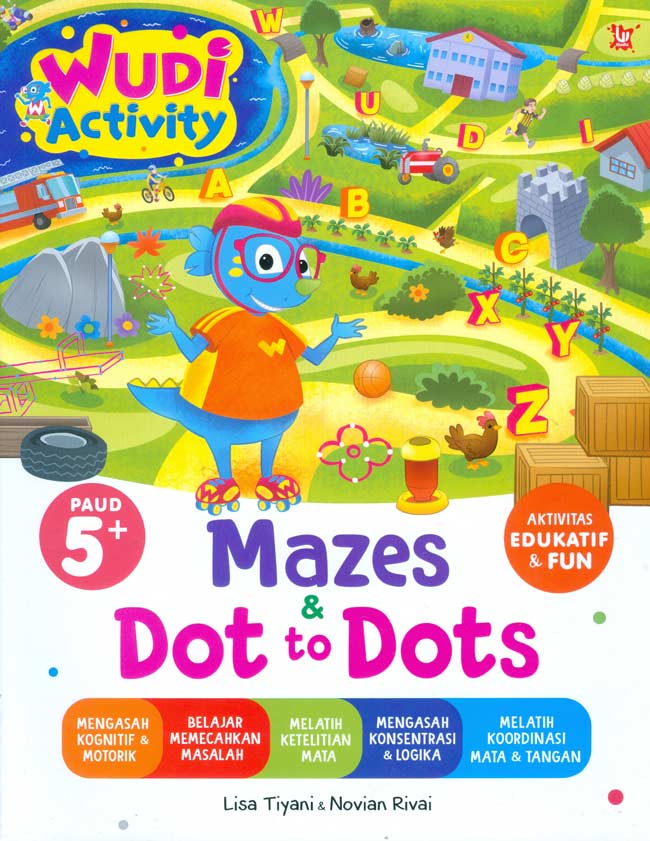 WUDI
Activity
W
W
U
D
I
A
B
C
X
Y
Z
W
PAUD
5+
AKTIVITAS
EDUKATIF
& FUN
Mazes
&
Dot to Dots
MENGASAH
KOGNITIF &
MOTORIK
BELAJAR
MEMECAHKAN
MASALAH
MELATIH
KETELITIAN
MATA
MENGASAH
KONSENTRASI
& LOGIKA
MELATIH
KOORDINASI
MATA & TANGAN
Lisa Tiyani & Novian Rivai